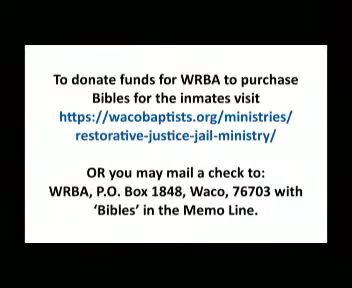 To donate funds for WRBA to purchase
Bibles for the inmates visit
https://wacobaptists.org/ministries/
restorative-justice-jail-ministry/
OR you may mail a check to:
WRBA, P.O. Box 1848, Waco, 76703 with
‘Bibles’ in the Memo Line.